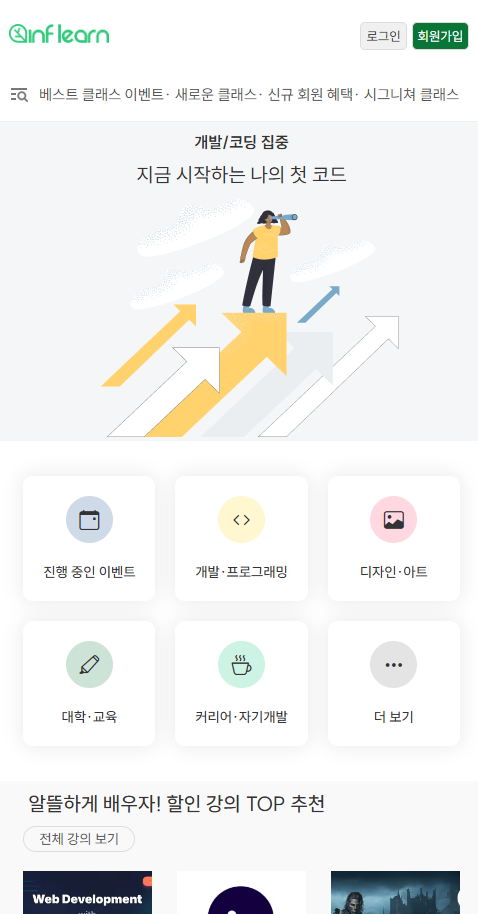 inflearn
로그인 회원가입
베스트 클래스 이벤트· 새로운 클래스· 신규 회원 혜택· 시그니쳐 클래스
개발/코딩 집중
지금 시작하는 나의 첫 코드
진행 중인 이벤트 개발·프로그래밍 디자인·아트
대학·교육 커리어·자기개발 더 보기
알뜰하게 배우자! 할인 강의 TOP 추천
전체 강의 보기
Web Development
with